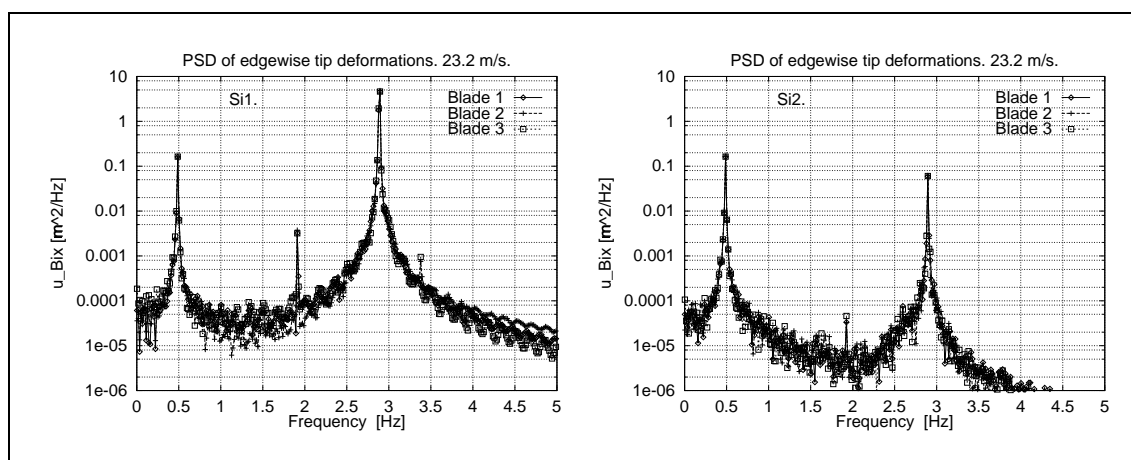 PSD of edgewise tip deformations. 23.2 m/s.
10
1
0.1
0.01
0.001
0.0001
1e-05
1e-06
u_Bix [m^2/Hz]
Si1.
Blade 1
Blade 2
Blade 3
0 0.5 1 1.5 2 2.5 3 3.5 4 4.5 5
Frequency [Hz]
PSD of edgewise tip deformations. 23.2 m/s.
10
1
0.1
0.01
0.001
0.0001
1e-05
1e-06
u_Bix [m^2/Hz]
Si2.
Blade 1
Blade 2
Blade 3
0 0.5 1 1.5 2 2.5 3 3.5 4 4.5 5
Frequency [Hz]